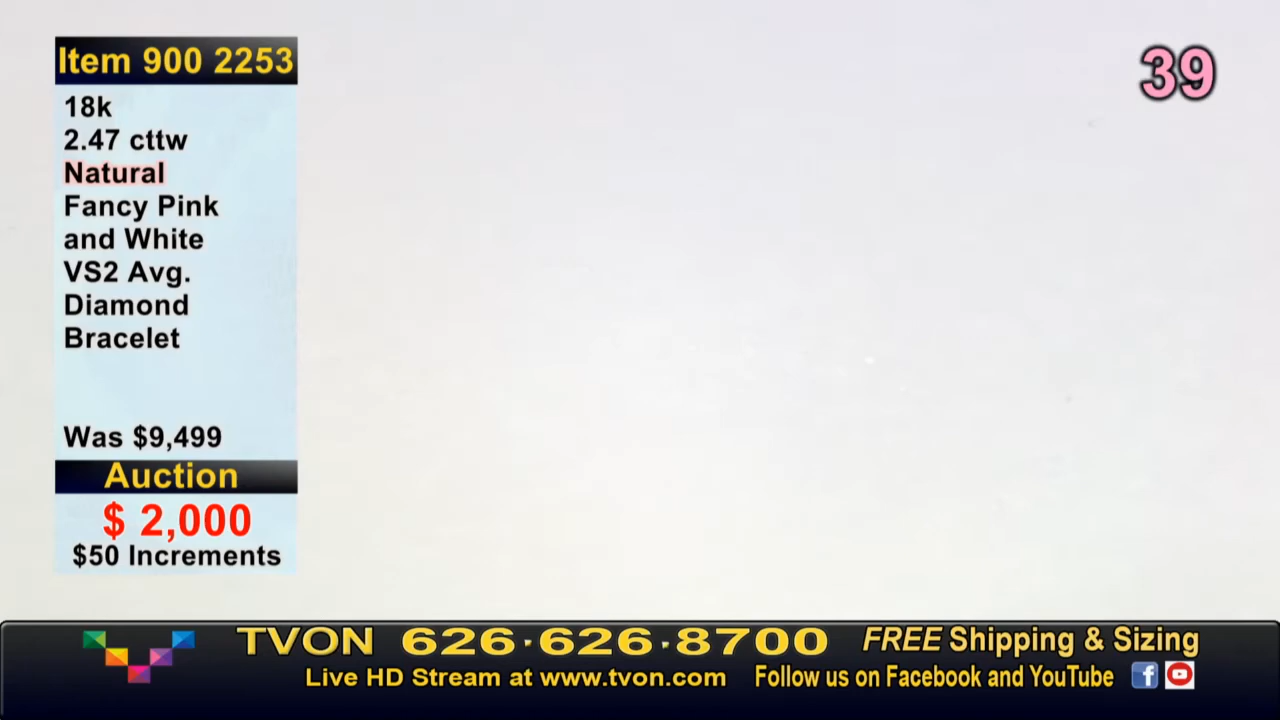 Item 900 2253
39
18k
2.47 cttw
Natural
Fancy Pink
and White
VS2 Avg.
Diamond
Bracelet
Was $9,499
Auction
$ 2,000
$50 Increments
TVON 626·626·8700 FREE Shipping & Sizing
Live HD Stream at www.tvon.com Follow us on Facebook and YouTube f